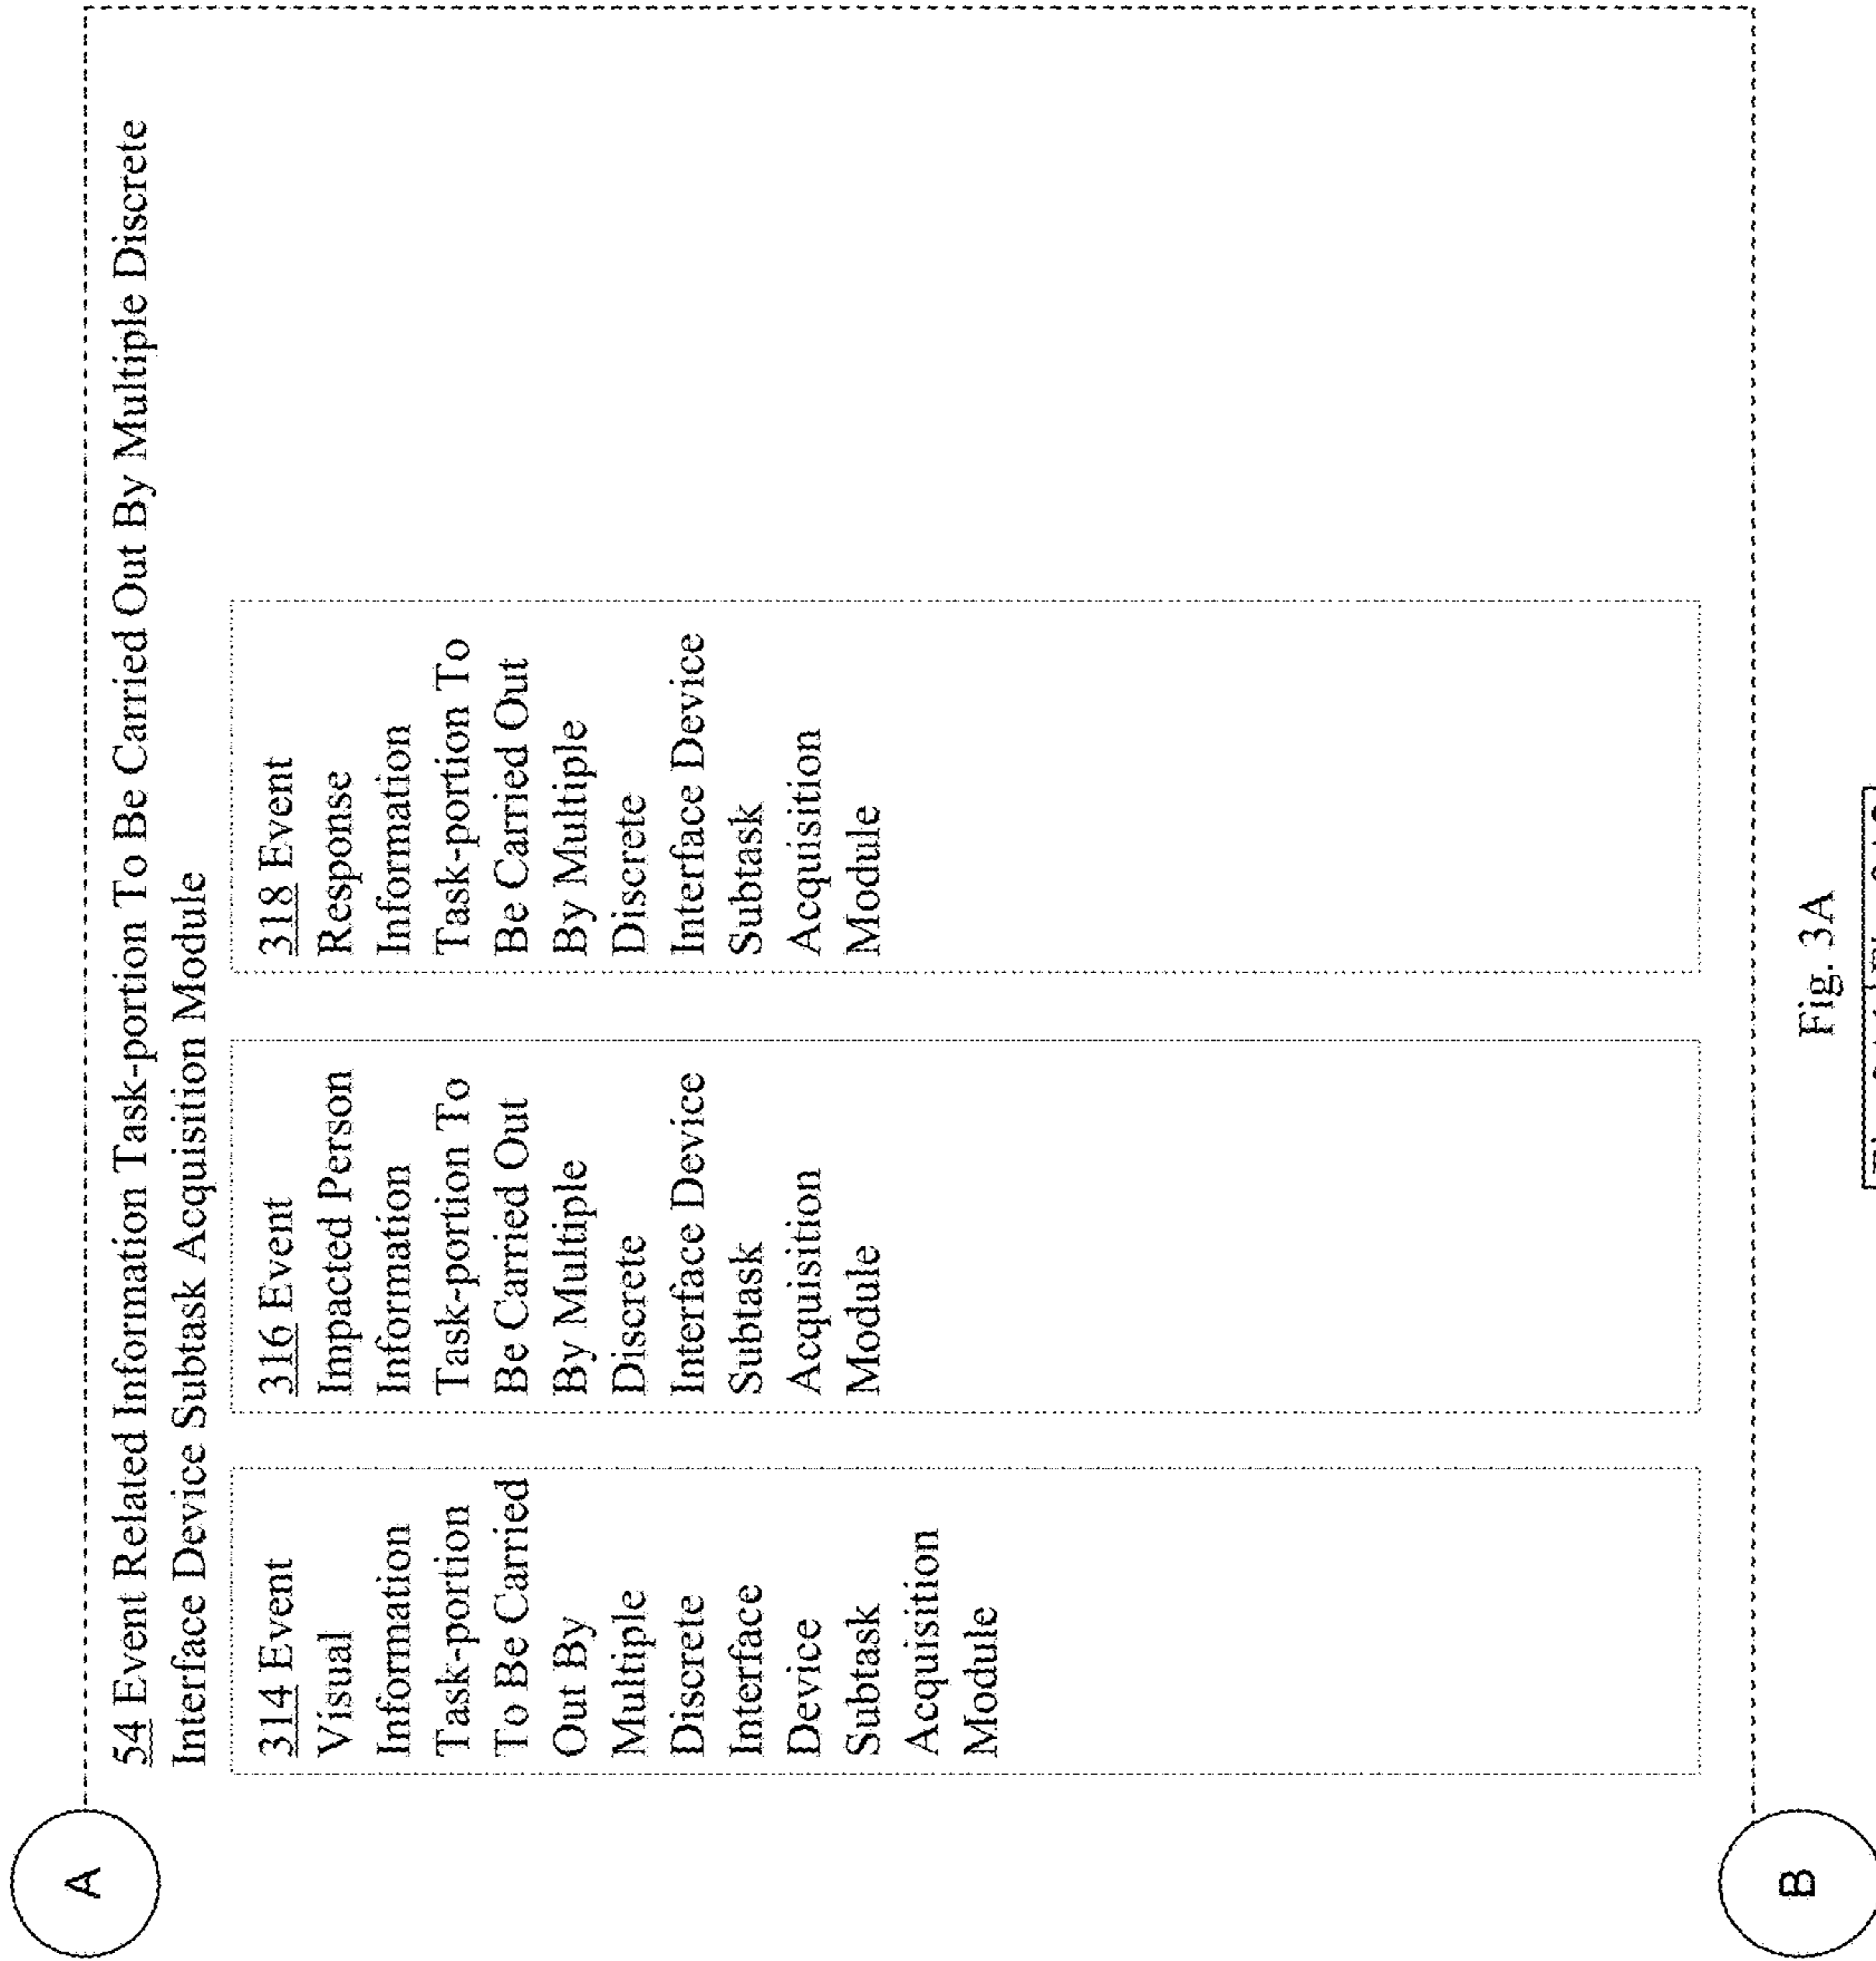 A
54 Event Related Information Task-portion To Be Carried Out By Multiple Discrete
Interface Device Subtask Acquisition Module
314 Event
Visual
Information
Task-portion
To Be Carried
Out By
Multiple
Discrete
Interface
Device
Subtask
Acquisition
Module
316 Event
Impacted Person
Information
Task-portion To
Be Carried Out
By Multiple
Discrete
Interface Device
Subtask
Acquisition
Module
318 Event
Response
Information
Task-portion To
Be Carried Out
By Multiple
Discrete
Interface Device
Subtask
Acquisition
Module
B
Fig. 3A